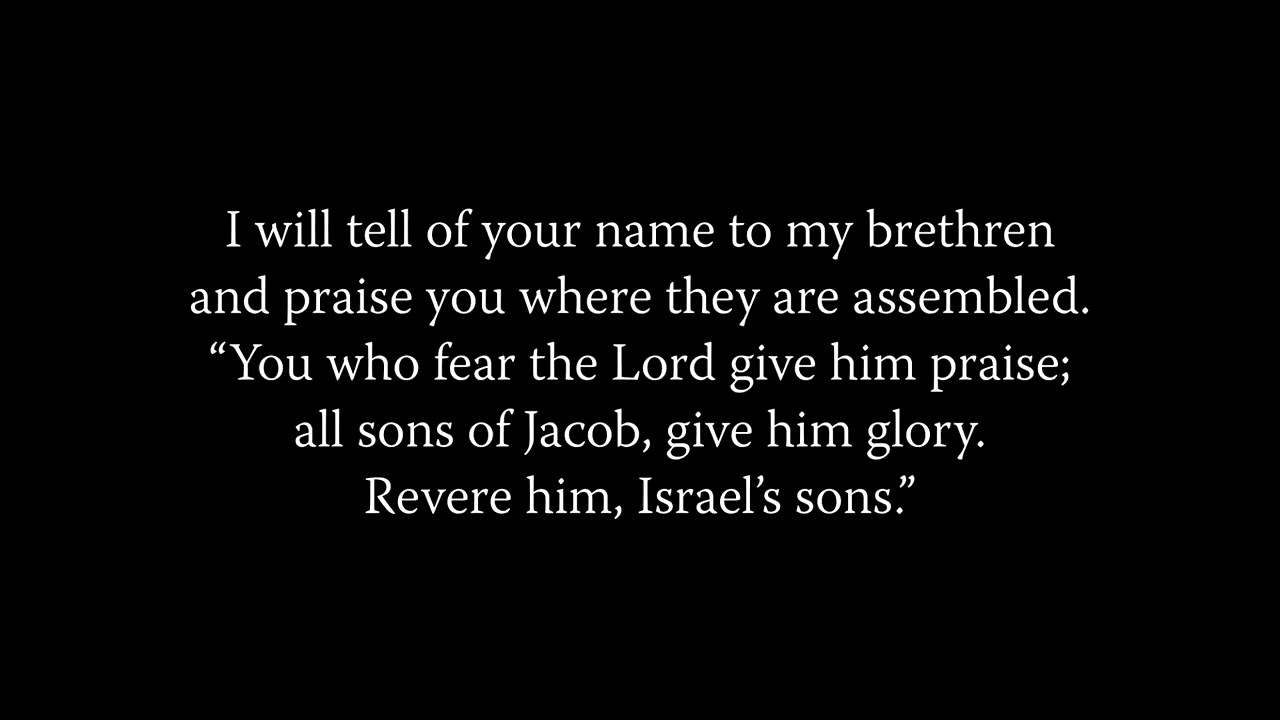 I will tell of your name to my brethren
and praise you where they are assembled.
“You who fear the Lord give him praise;
all sons of Jacob, give him glory.
Revere him, Israel’s sons.”